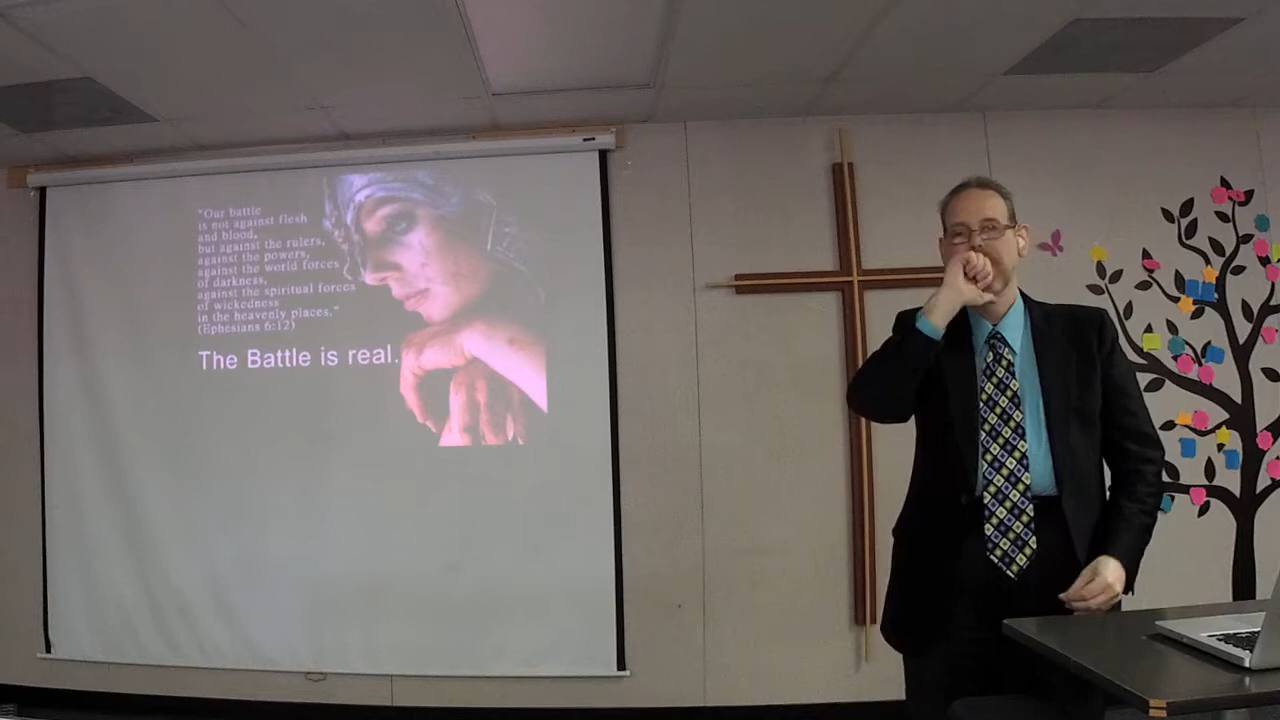 "Our battle
is not against flesh
and blood,
but against the rulers,
against the powers,
against the world forces
of darkness,
against the spiritual forces
of wickedness
in the heavenly places."
(Ephesians 6:12)
The Battle is real.